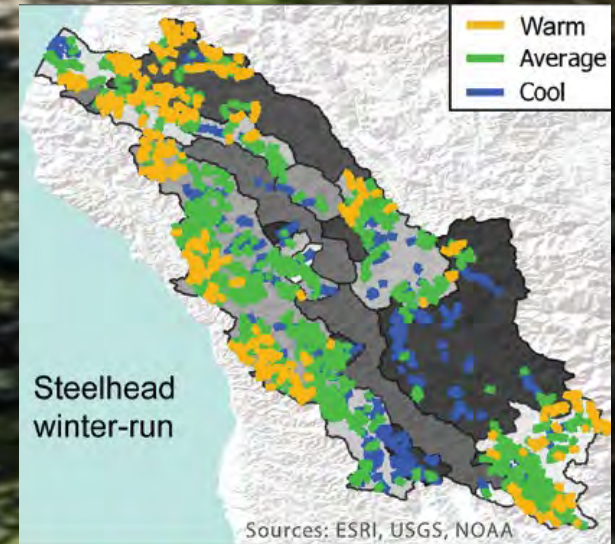 Warm
Average
Cool
Steelhead
winter-run
Sources: ESRI, USGS, NOAA